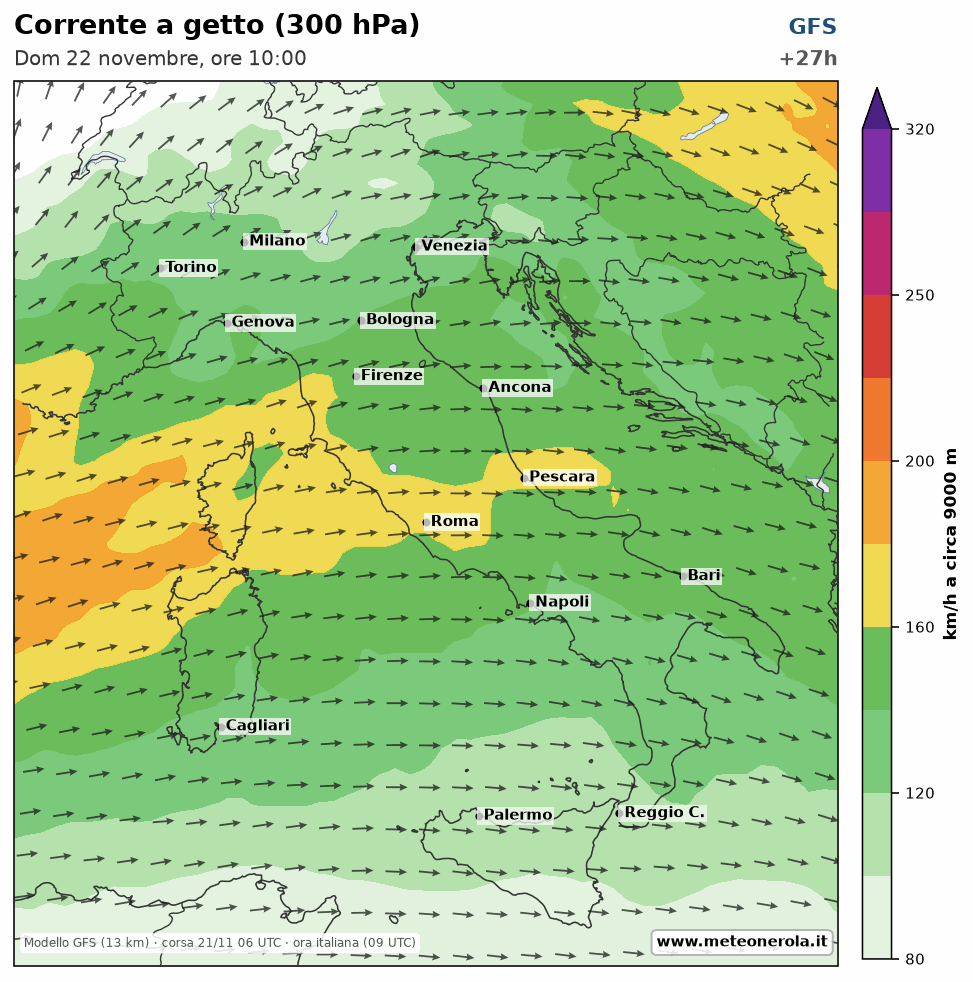 Corrente a getto (300 hPa)
GFS
Dom 22 novembre, ore 10:00
+27h
320
Milano
Venezia
Torino
250
Genova
Bologna
Firenze
Ancona
200
Pescara
Roma
km/h a circa 9000 m
Bari
Napoli
160
Cagliari
120
Palermo
Reggio C.
Modello GFS (13 km) · corsa 21/11 06 UTC · ora italiana (09 UTC)
www.meteonerola.it
80